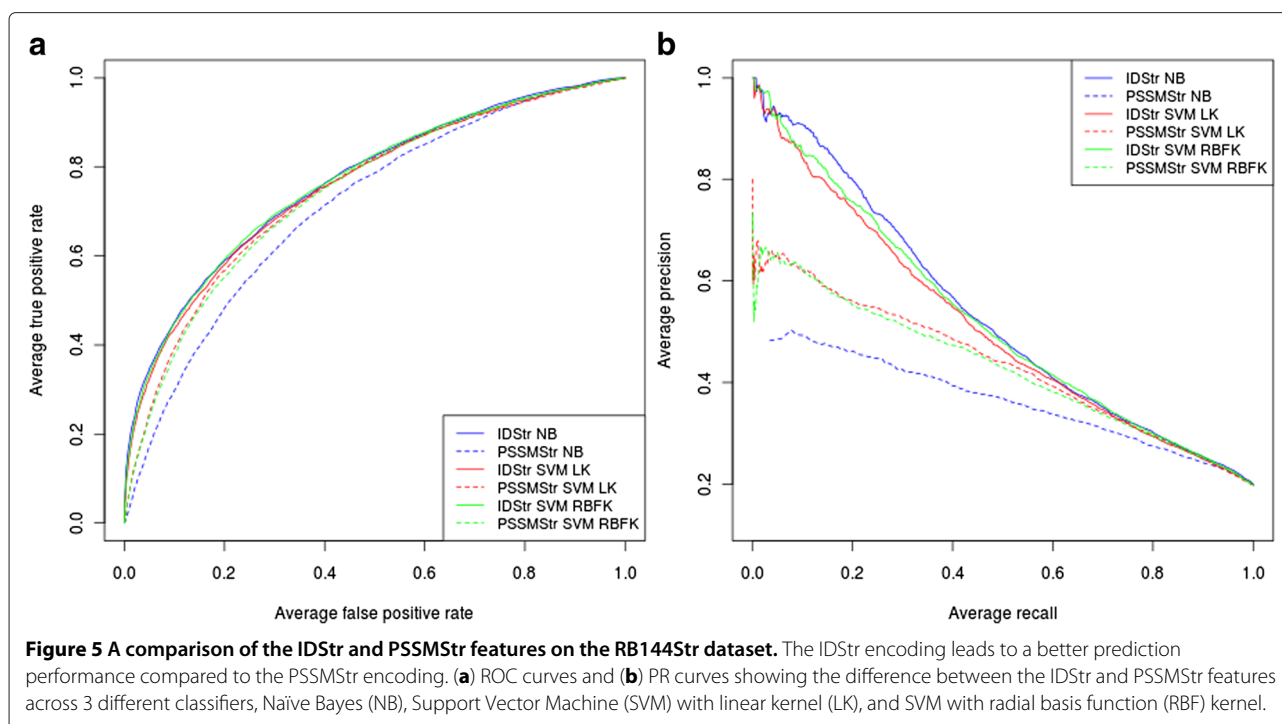 a
1.0
0.8
0.6
0.4
0.2
0.0
Average true positive rate
IDStr NB
PSSMStr NB
IDStr SVM LK
PSSMStr SVM LK
IDStr SVM RBFK
PSSMStr SVM RBFK
0.0 0.2 0.4 0.6 0.8 1.0
Average false positive rate
b
1.0
0.8
0.6
0.4
0.2
Average precision
IDStr NB
PSSMStr NB
IDStr SVM LK
PSSMStr SVM LK
IDStr SVM RBFK
PSSMStr SVM RBFK
0.0 0.2 0.4 0.6 0.8 1.0
Average recall
Figure 5 A comparison of the IDStr and PSSMStr features on the RB144Str dataset. The IDStr encoding leads to a better prediction
performance compared to the PSSMStr encoding. (a) ROC curves and (b) PR curves showing the difference between the IDStr and PSSMStr features
across 3 different classifiers, Naïve Bayes (NB), Support Vector Machine (SVM) with linear kernel (LK), and SVM with radial basis function (RBF) kernel.